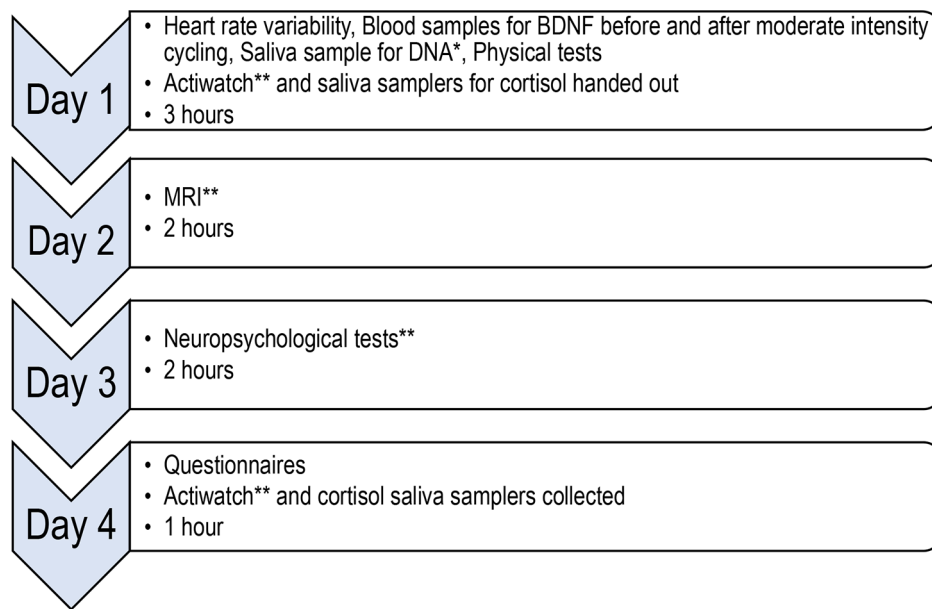 Day 1
• Heart rate variability, Blood samples for BDNF before and after moderate intensity
cycling, Saliva sample for DNA*, Physical tests
• Actiwatch** and saliva samplers for cortisol handed out
• 3 hours
Day 2
• MRI**
• 2 hours
Day 3
• Neuropsychological tests**
• 2 hours
Day 4
• Questionnaires
• Actiwatch** and cortisol saliva samplers collected
• 1 hour